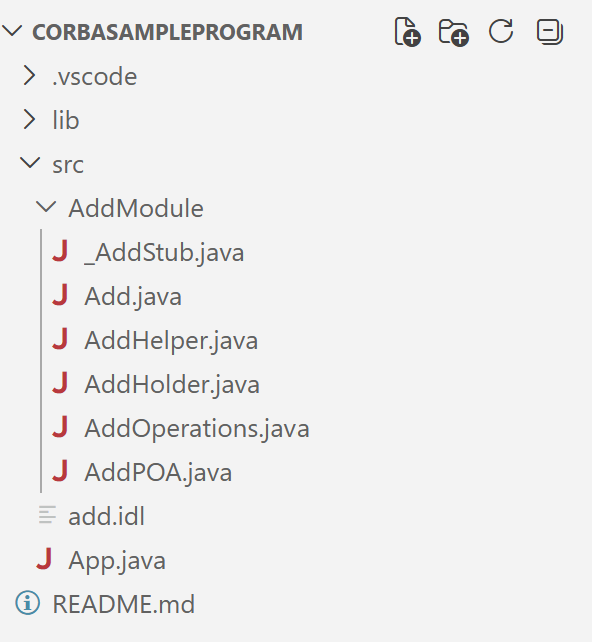 CORBASAMPLEPROGRAM
.vscode
lib
src
AddModule
J _AddStub.java
J Add.java
J AddHelper.java
J AddHolder.java
J AddOperations.java
J AddPOA.java
add.idl
J App.java
README.md